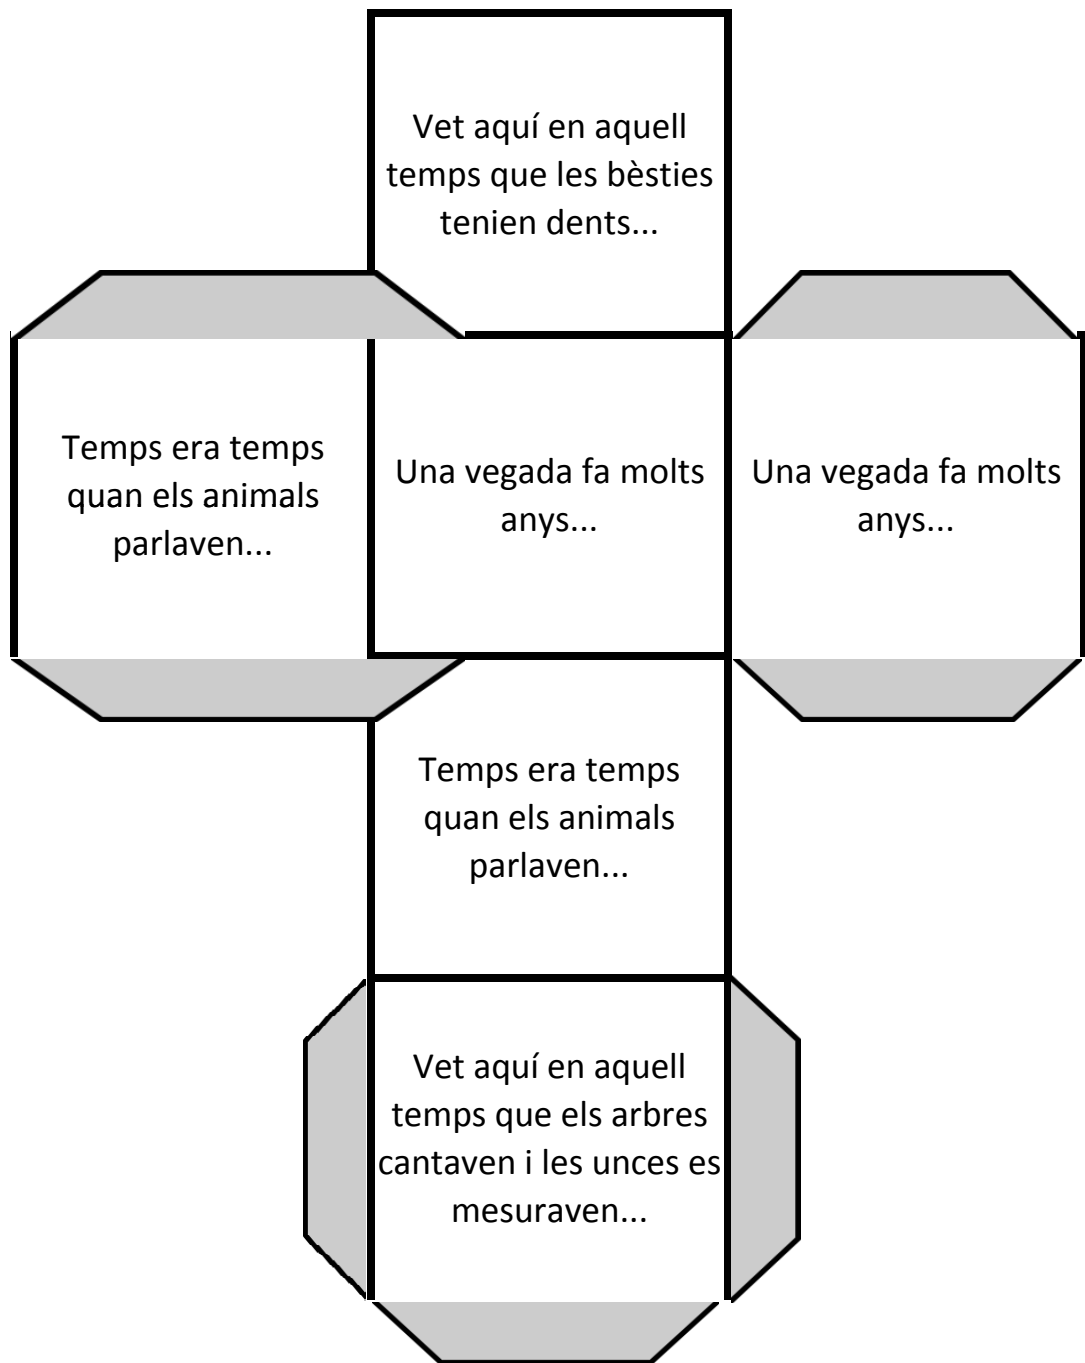 Vet aquí en aquell
temps que les bèsties
tenien dents...
Temps era temps
quan els animals
parlaven...
Una vegada fa molts
anys...
Una vegada fa molts
anys...
Temps era temps
quan els animals
parlaven...
Vet aquí en aquell
temps que els arbres
cantaven i les unces es
mesuraven...